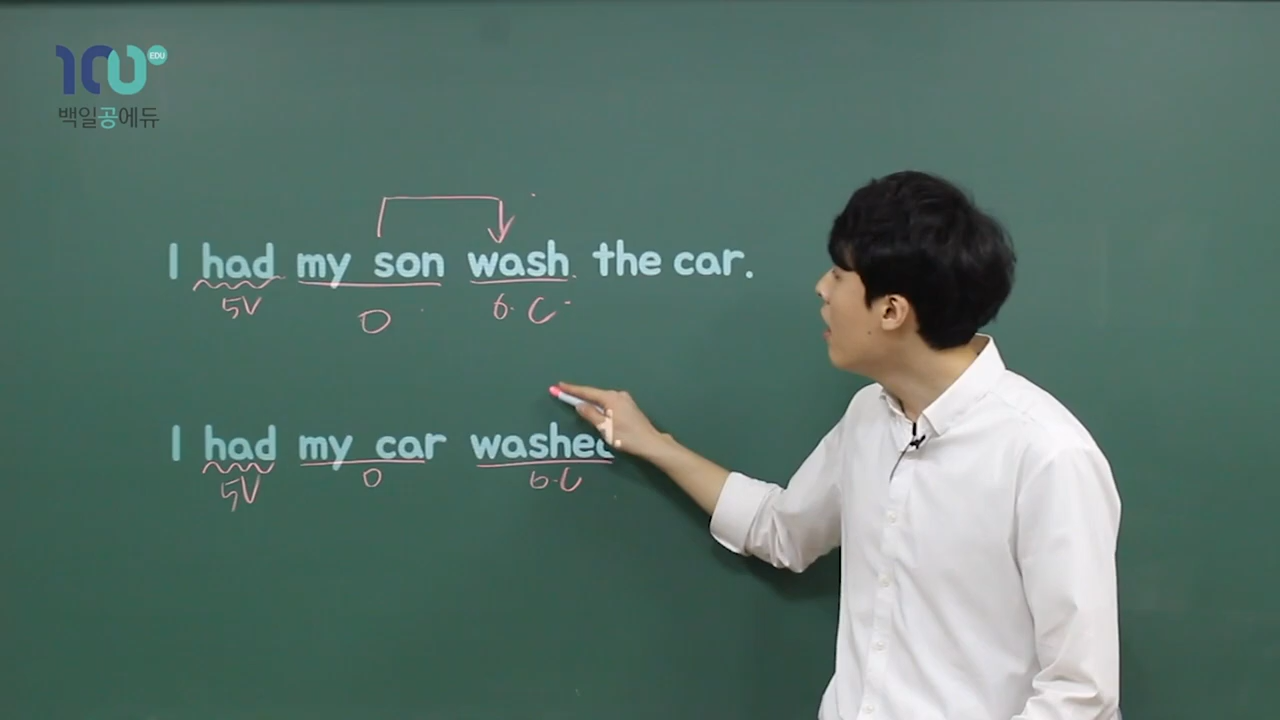 100 EDU
백일공에듀
I had my son wash the car.
5V O o.c
I had my car washed.
5V O o.c